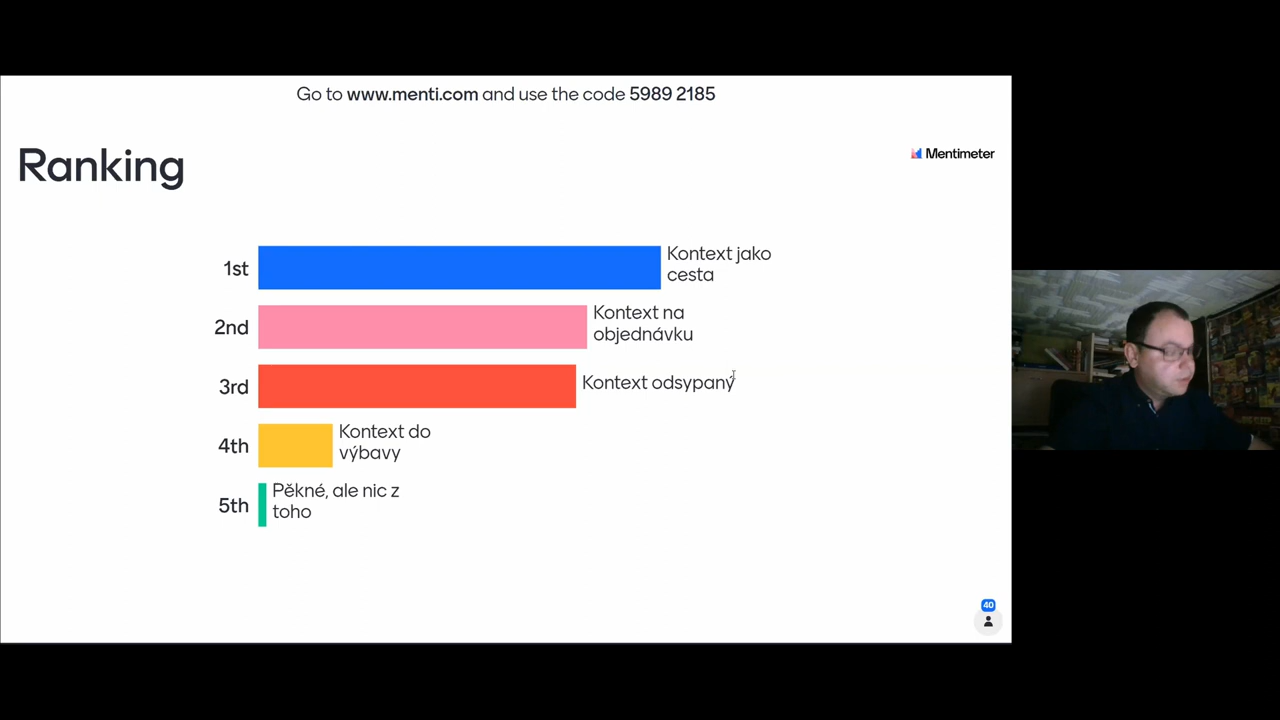 Go to www.menti.com and use the code 5989 2185
Ranking
Mentimeter
1st
Kontext jako
cesta
2nd
Kontext na
objednávku
3rd
Kontext odsypaný
4th
Kontext do
výbavy
5th
Pěkné, ale nic z
toho
40